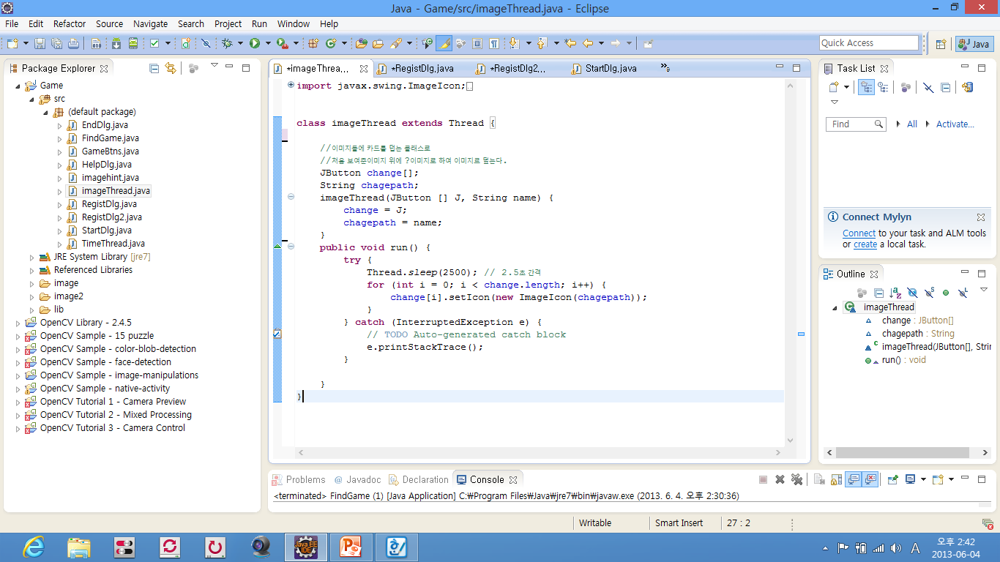 Java - Game/src/imageThread.java - Eclipse
File Edit Refactor Source Navigate Search Project Run Window Help
Quick Access
Java
Package Explorer
Game
src
(default package)
EndDlg.java
FindGame.java
GameBtns.java
HelpDlg.java
imagehint.java
imageThread.java
RegistDlg.java
RegistDlg2.java
StartDlg.java
TimeThread.java
JRE System Library [jre7]
Referenced Libraries
image
image2
lib
OpenCV Library - 2.4.5
OpenCV Sample - 15 puzzle
OpenCV Sample - color-blob-detection
OpenCV Sample - face-detection
OpenCV Sample - image-manipulations
OpenCV Sample - native-activity
OpenCV Tutorial 1 - Camera Preview
OpenCV Tutorial 2 - Mixed Processing
OpenCV Tutorial 3 - Camera Control
*imageThrea... *RegistDlg.java *RegistDlg2... StartDlg.java »9
import javax.swing.ImageIcon;
class imageThread extends Thread {
//이미지들에 카드를 덮는 클래스로
//처음 보여준이미지 위에 ?이미지로 하여 이미지르 덮는다.
JButton change[];
String chagepath;
imageThread(JButton [] J, String name) {
change = J;
chagepath = name;
}
public void run() {
try {
Thread.sleep(2500); // 2.5초 간격
for (int i = 0; i < change.length; i++) {
change[i].setIcon(new ImageIcon(chagepath));
}
} catch (InterruptedException e) {
// TODO Auto-generated catch block
e.printStackTrace();
}
}
}
Task List
Find All Activate...
Connect Mylyn
Connect to your task and ALM tools
or create a local task.
Outline
imageThread
change : JButton[]
chagepath : String
imageThread(JButton[], Strin
run() : void
Problems @ Javadoc Declaration Console
<terminated> FindGame (1) [Java Application] C:₩Program Files₩Java₩jre7₩bin₩javaw.exe (2013. 6. 4. 오후 2:30:36)
Writable Smart Insert 27 : 2
Java EE
IDE
A
오후 2:42
2013-06-04